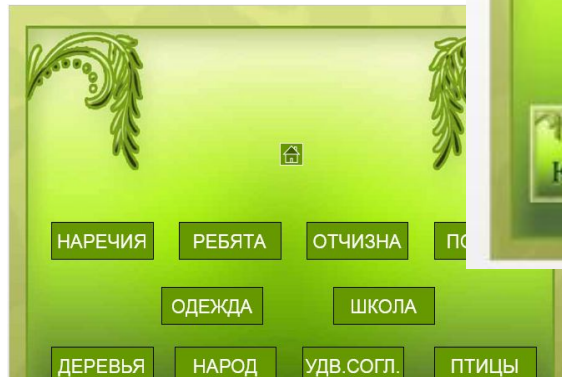 НАРЕЧИЯ РЕБЯТА ОТЧИЗНА
ОДЕЖДА ШКОЛА
ДЕРЕВЬЯ НАРОД УДВ.СОГЛ. ПТИЦЫ